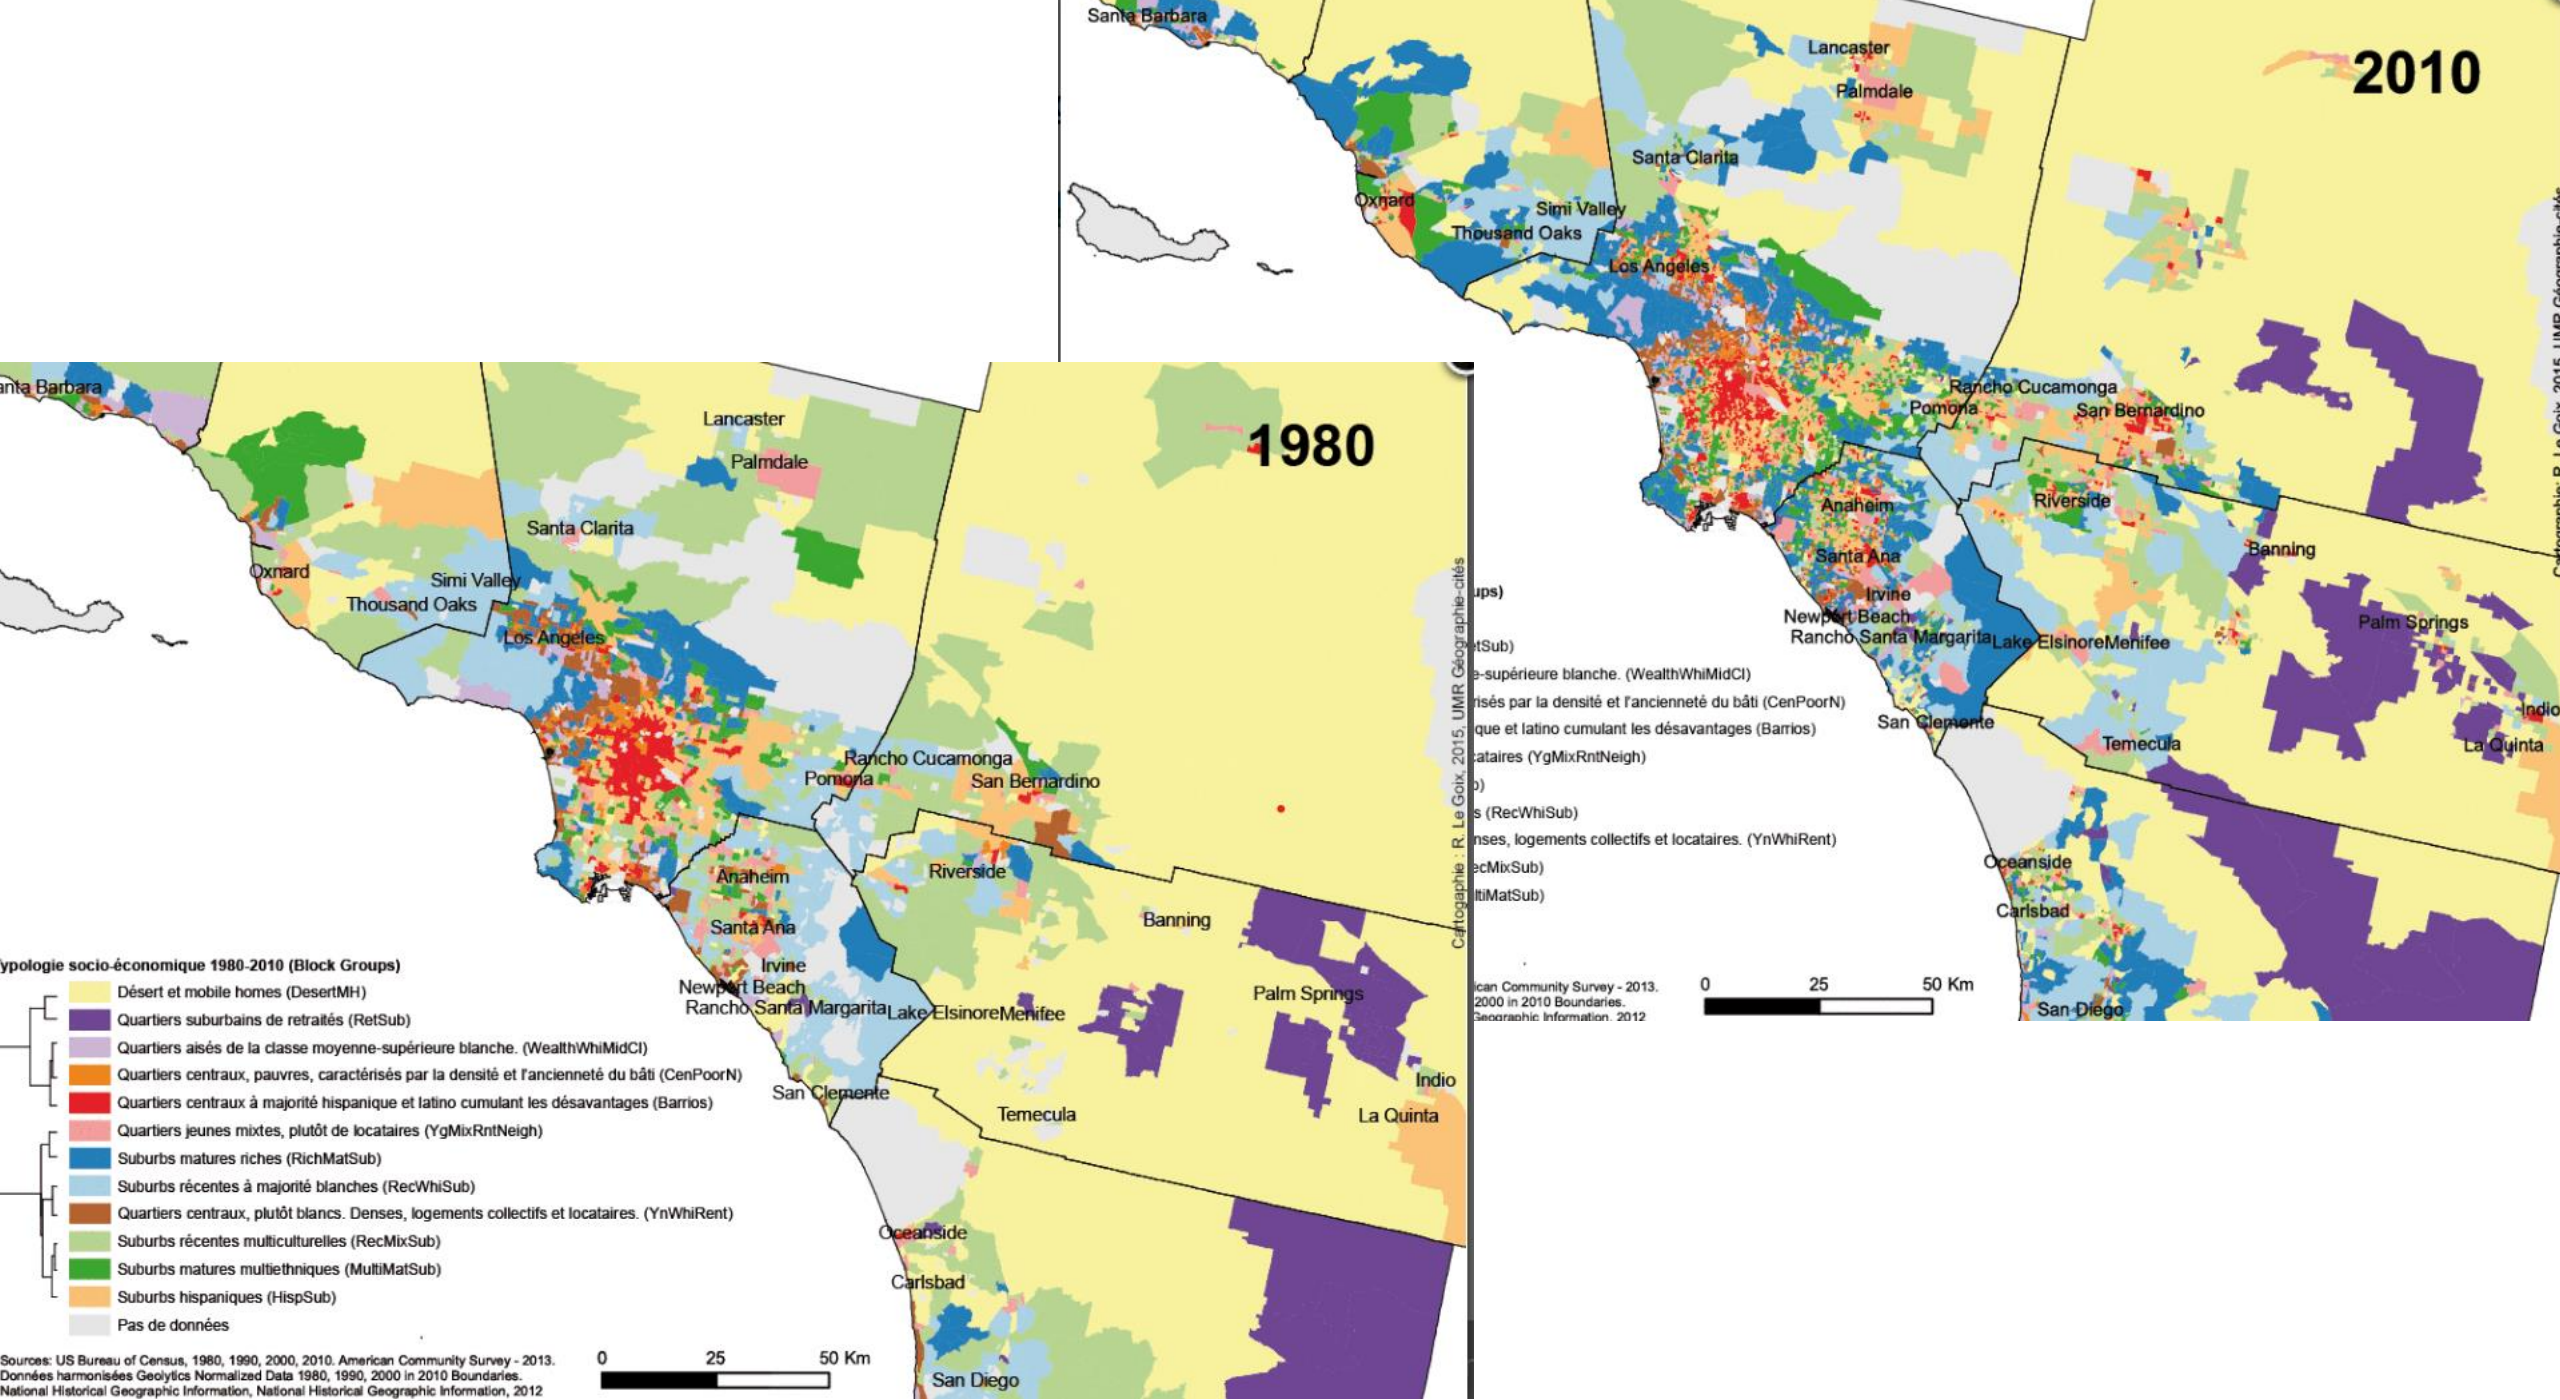 Santa Barbara
Lancaster
2010
Palmdale
Santa Clarita
Oxnard
Simi Valley
Thousand Oaks
Los Angeles
Rancho Cucamonga
Pomona
San Bernardino
Anaheim
Riverside
Santa Ana
Banning
Irvine
Newport Beach
Palm Springs
Rancho Santa Margarita
Lake Elsinore
Menifee
Indio
San Clemente
Temecula
La Quinta
Oceanside
Carlsbad
San Diego
ups)
etSub)
e-supérieure blanche. (WealthWhiMidCl)
risés par la densité et l'ancienneté du bâti (CenPoorN)
que et latino cumulant les désavantages (Barrios)
cataires (YgMixRntNeigh)
b)
s (RecWhiSub)
nses, logements collectifs et locataires. (YnWhiRent)
ecMixSub)
ltiMatSub)
ican Community Survey - 2013.
2000 in 2010 Boundaries.
Geographic Information, 2012
0 25 50 Km
Cartographie: R. Le Goix, 2015, UMR Géographie-cités
anta Barbara
Lancaster
1980
Palmdale
Santa Clarita
Oxnard
Simi Valley
Thousand Oaks
Los Angeles
Rancho Cucamonga
Pomona
San Bernardino
Anaheim
Riverside
Santa Ana
Banning
Irvine
Newport Beach
Palm Springs
Rancho Santa Margarita
Lake Elsinore
Menifee
Indio
San Clemente
Temecula
La Quinta
Oceanside
Carlsbad
San Diego
ypologie socio-économique 1980-2010 (Block Groups)
Désert et mobile homes (DesertMH)
Quartiers suburbains de retraités (RetSub)
Quartiers aisés de la classe moyenne-supérieure blanche. (WealthWhiMidCl)
Quartiers centraux, pauvres, caractérisés par la densité et l'ancienneté du bâti (CenPoorN)
Quartiers centraux à majorité hispanique et latino cumulant les désavantages (Barrios)
Quartiers jeunes mixtes, plutôt de locataires (YgMixRntNeigh)
Suburbs matures riches (RichMatSub)
Suburbs récentes à majorité blanches (RecWhiSub)
Quartiers centraux, plutôt blancs. Denses, logements collectifs et locataires. (YnWhiRent)
Suburbs récentes multiculturelles (RecMixSub)
Suburbs matures multiethniques (MultiMatSub)
Suburbs hispaniques (HispSub)
Pas de données
Sources: US Bureau of Census, 1980, 1990, 2000, 2010. American Community Survey - 2013.
Données harmonisées Geolytics Normalized Data 1980, 1990, 2000 in 2010 Boundaries.
National Historical Geographic Information, National Historical Geographic Information, 2012
0 25 50 Km
Cartogaphie : R. Le Goix, 2015, UMR Géographie-cités